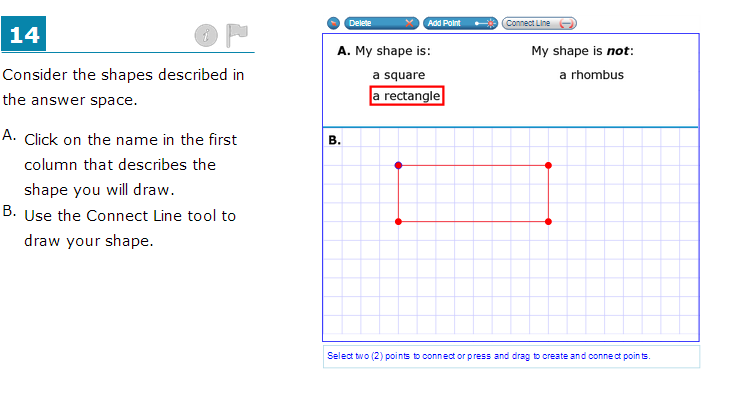 14
Consider the shapes described in
the answer space.
A. Click on the name in the first
column that describes the
shape you will draw.
B. Use the Connect Line tool to
draw your shape.
Delete
Add Point
Connect Line
A. My shape is:
My shape is not:
a square
a rhombus
a rectangle
B.
Select two (2) points to connect or press and drag to create and connect points.